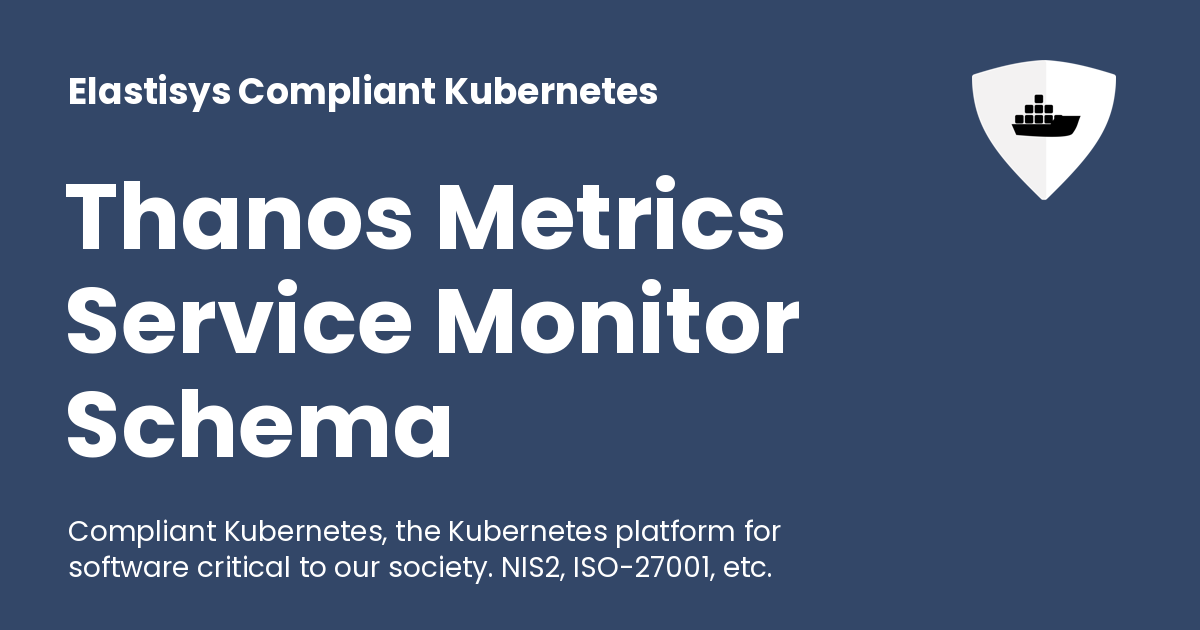 Elastisys Compliant Kubernetes
Thanos Metrics
Service Monitor
Schema
Compliant Kubernetes, the Kubernetes platform for
software critical to our society. NIS2, ISO-27001, etc.